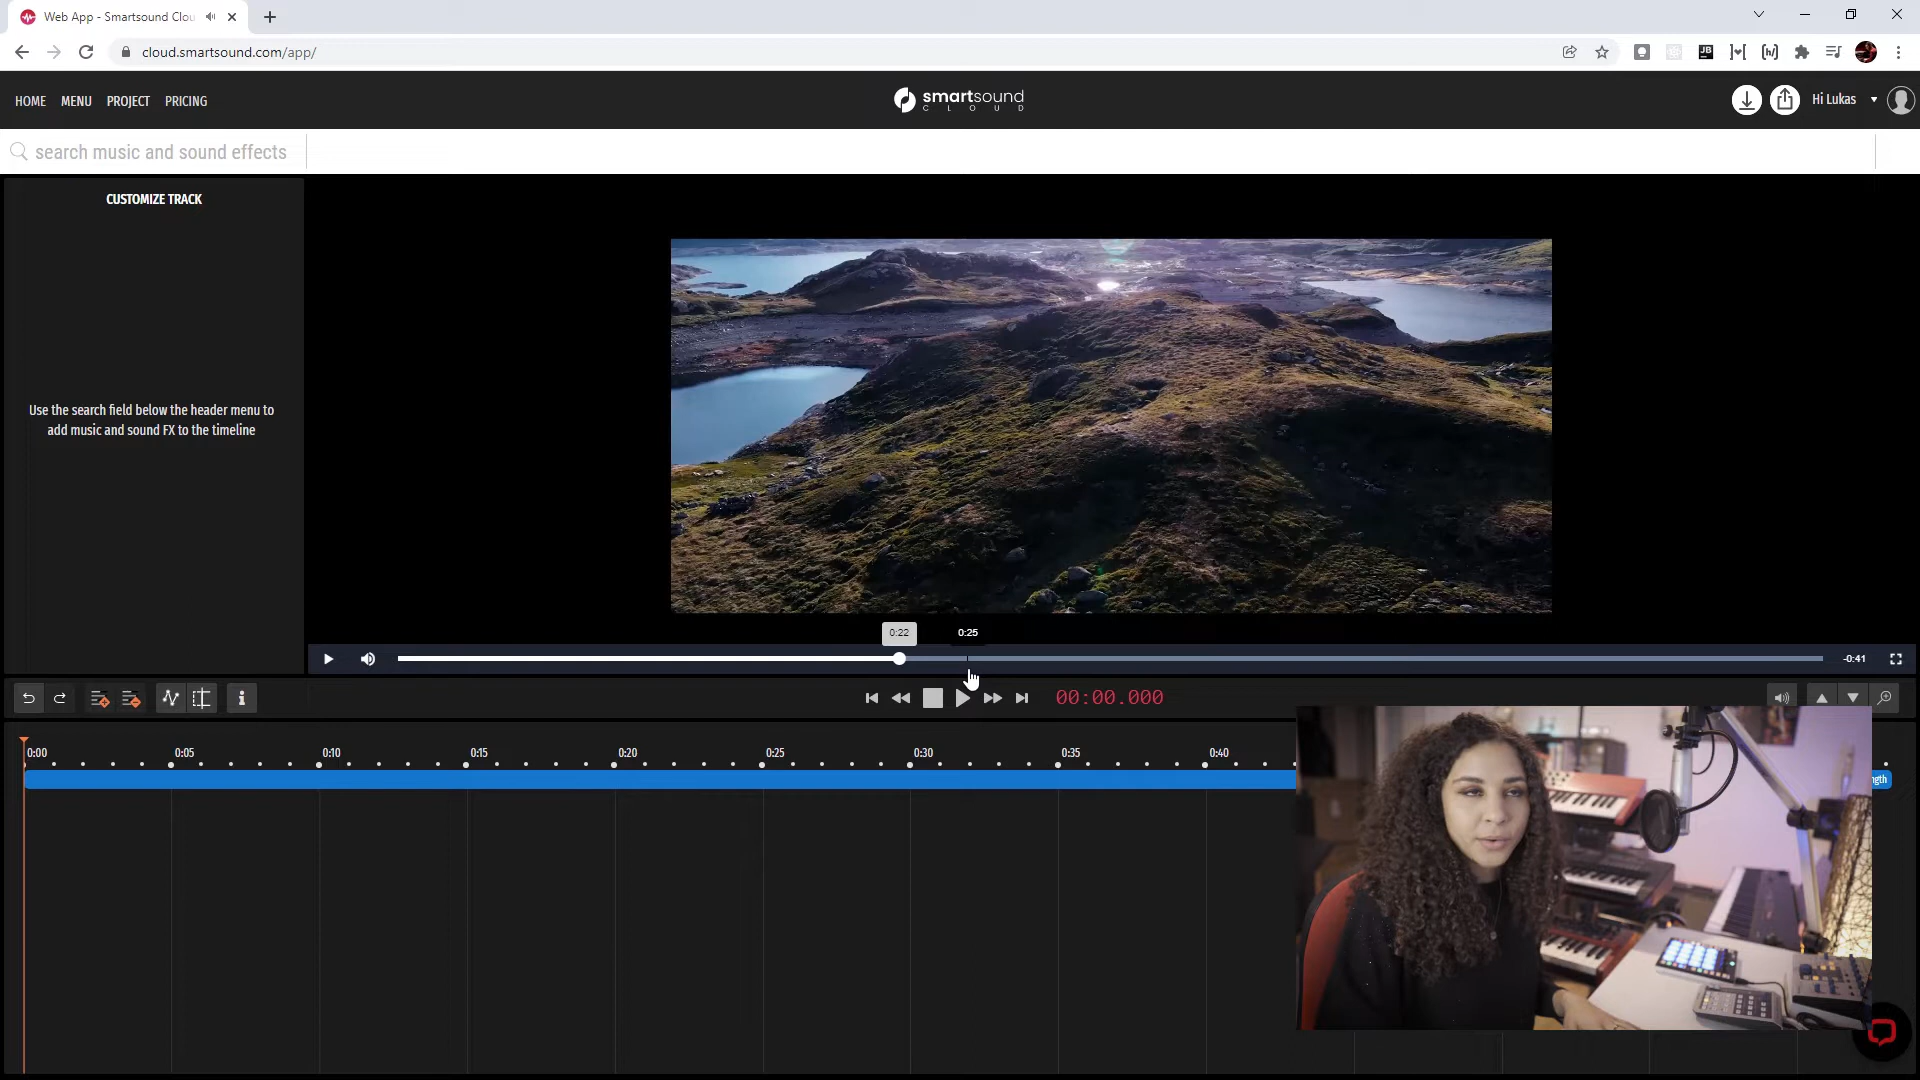 Web App - Smartsound Clou
cloud.smartsound.com/app/
JB
HOME MENU PROJECT PRICING
smartsound
CLOUD
Hi Lukas
search music and sound effects
CUSTOMIZE TRACK
Use the search field below the header menu to
add music and sound FX to the timeline
0:22 0:25
-0:41
00:00.000
0:00 0:05 0:10 0:15 0:20 0:25 0:30 0:35 0:40
ngth